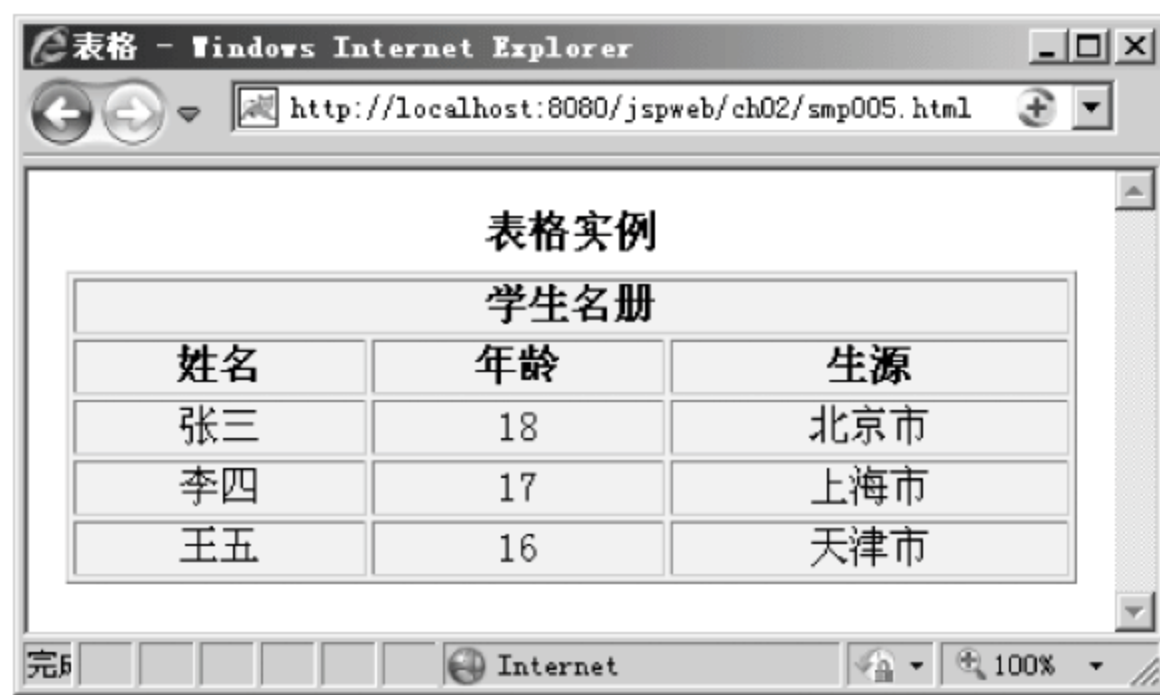 表格 - Windows Internet Explorer
http://localhost:8080/jspweb/ch02/smp005.html
表格实例
学生名册
姓名 年龄 生源
张三 18 北京市
李四 17 上海市
王五 16 天津市
完成 Internet 100%